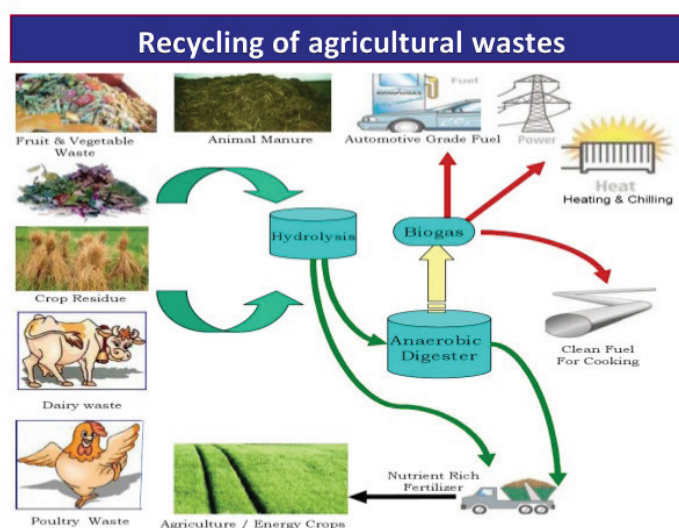 Recycling of agricultural wastes
Fuel
Fruit & Vegetable
Waste
Animal Manure
Automotive Grade Fuel
Power
Heat
Heating & Chilling
Hydrolysis
Biogas
Crop Residue
Anaerobic
Digester
Clean Fuel
For Cooking
Dairy waste
Nutrient Rich
Fertilizer
Poultry Waste
Agriculture / Energy Crops